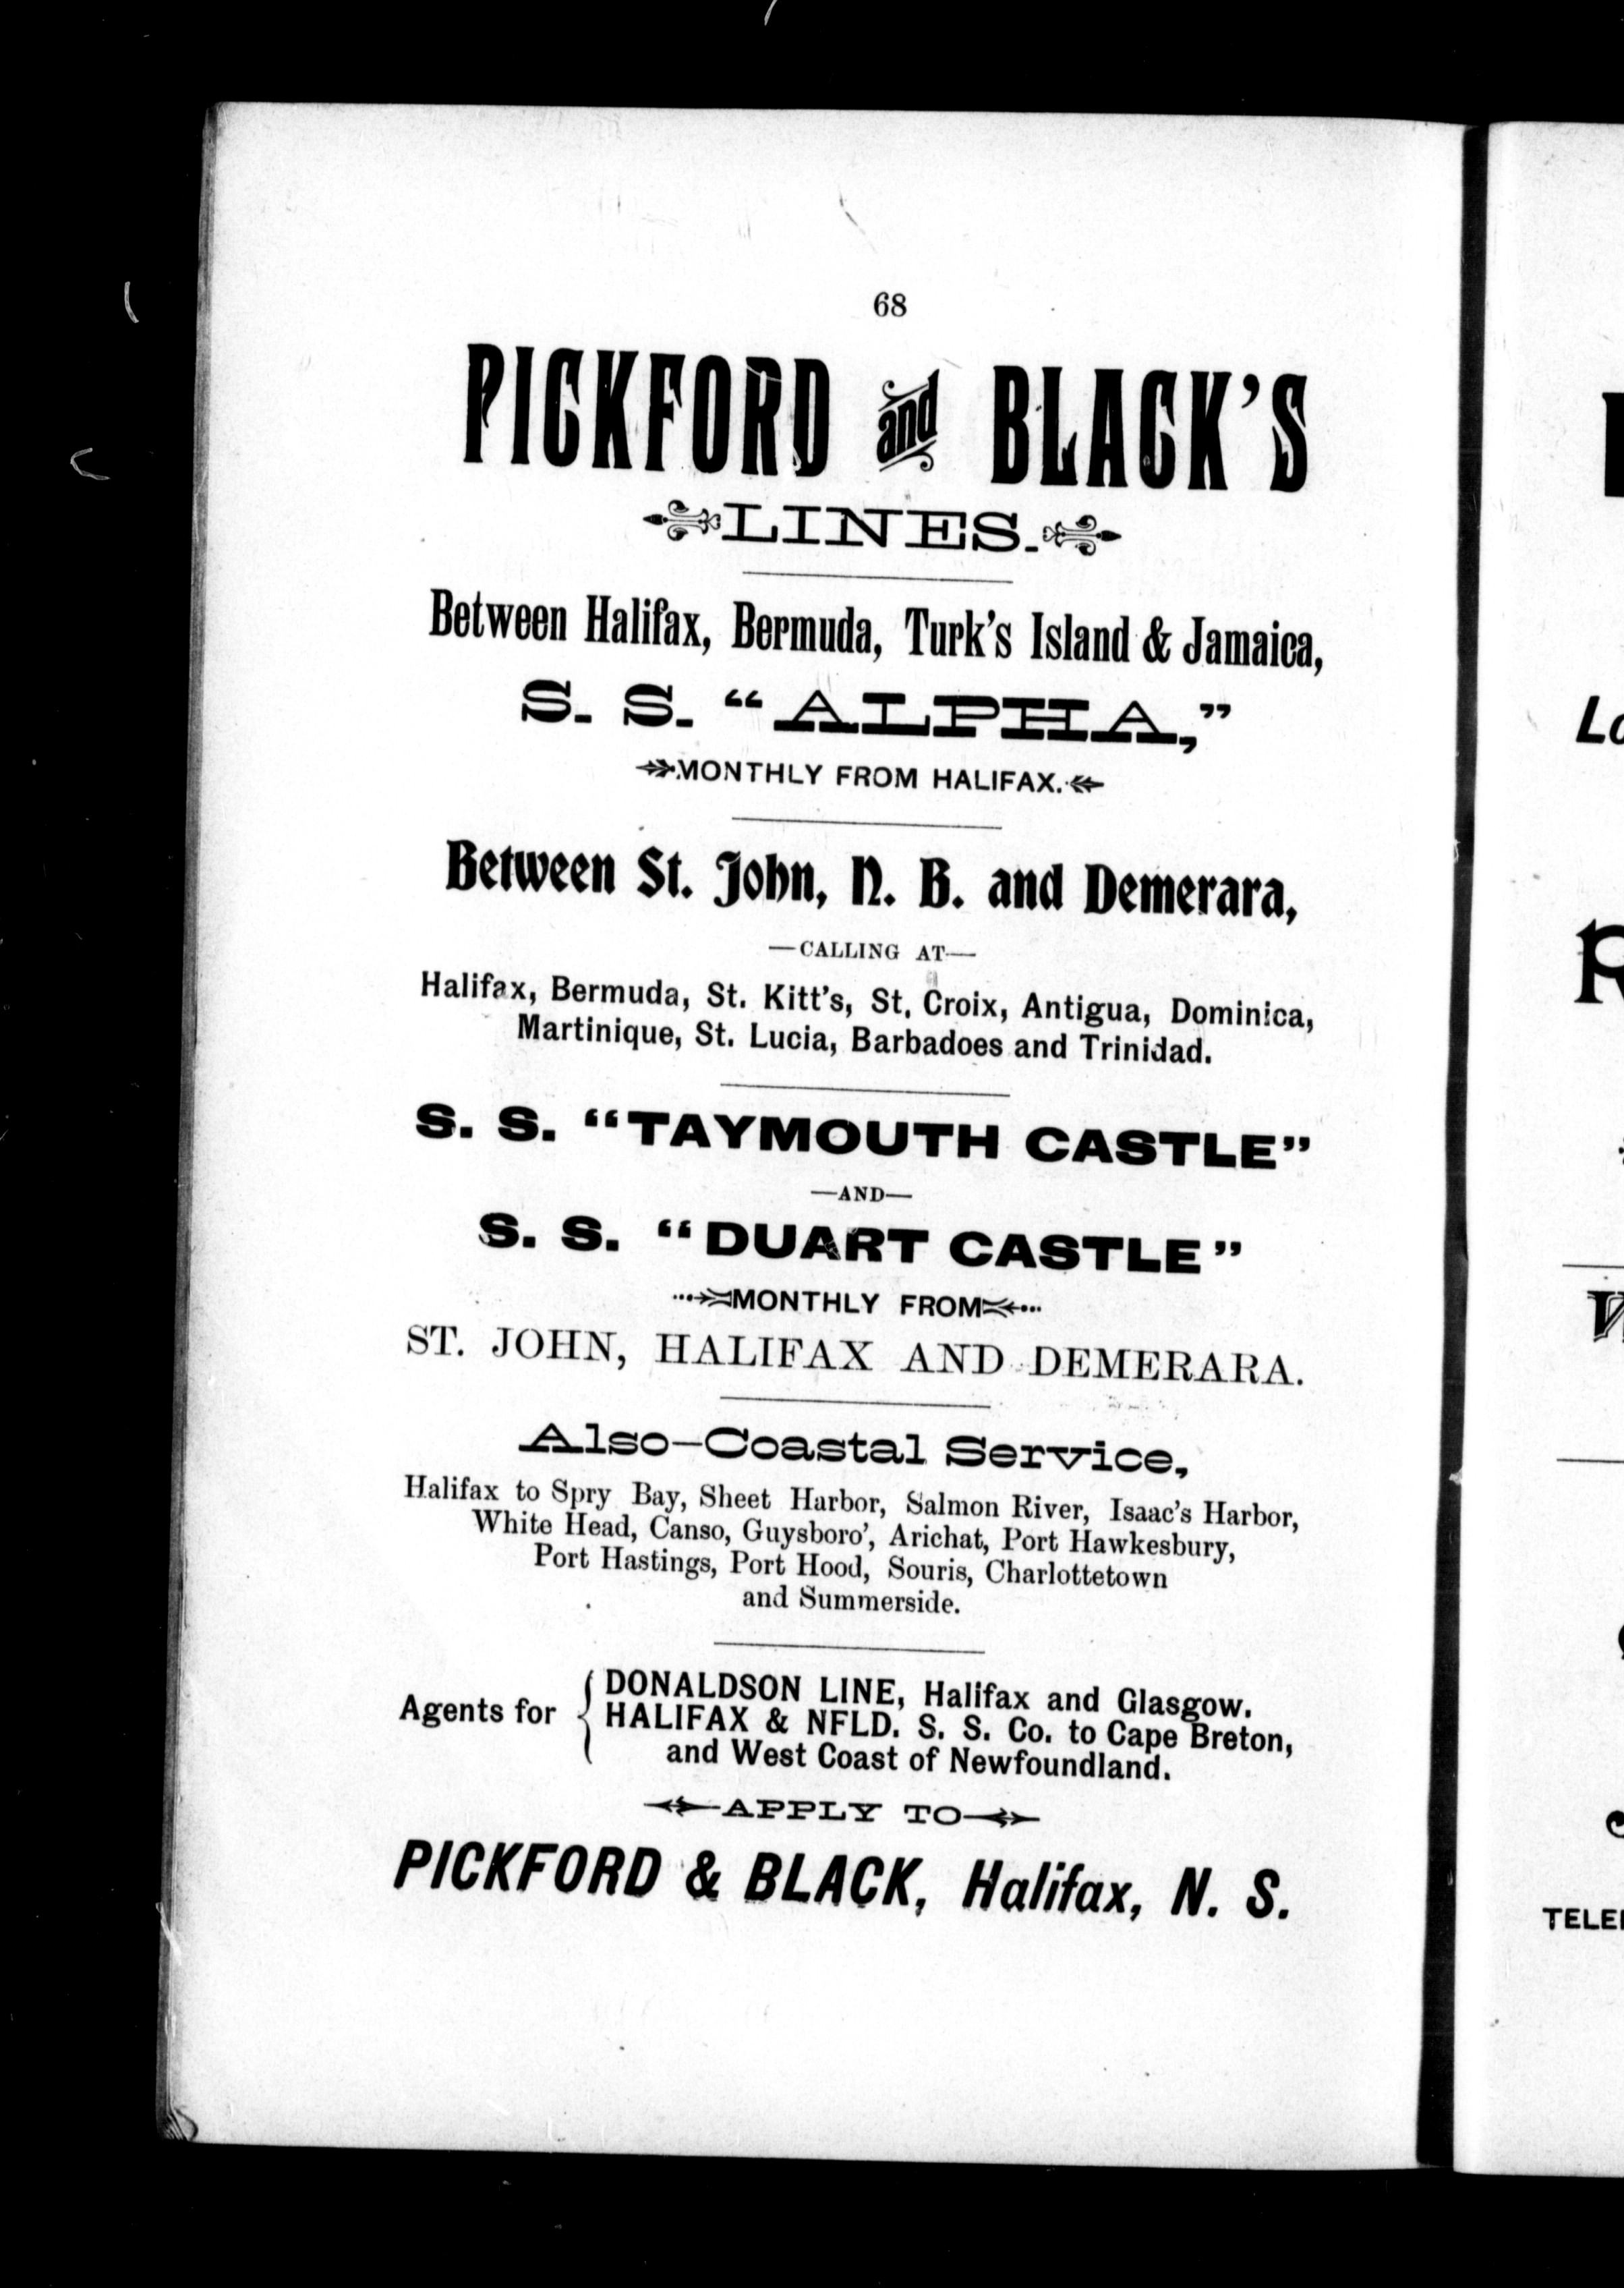 68
PICKFORD and BLACK'S
LINES.
Between Halifax, Bermuda, Turk's Island & Jamaica,
S. S. “ALPHA,”
MONTHLY FROM HALIFAX.
Between St. John, N. B. and Demerara,
—CALLING AT—
Halifax, Bermuda, St. Kitt's, St. Croix, Antigua, Dominica,
Martinique, St. Lucia, Barbadoes and Trinidad.
S. S. “TAYMOUTH CASTLE”
—AND—
S. S. “DUART CASTLE”
MONTHLY FROM
ST. JOHN, HALIFAX AND DEMERARA.
Also—Coastal Service,
Halifax to Spry Bay, Sheet Harbor, Salmon River, Isaac's Harbor,
White Head, Canso, Guysboro', Arichat, Port Hawkesbury,
Port Hastings, Port Hood, Souris, Charlottetown
and Summerside.
Agents for { DONALDSON LINE, Halifax and Glasgow.
HALIFAX & NFLD. S. S. Co. to Cape Breton,
and West Coast of Newfoundland.
APPLY TO
PICKFORD & BLACK, Halifax, N. S.